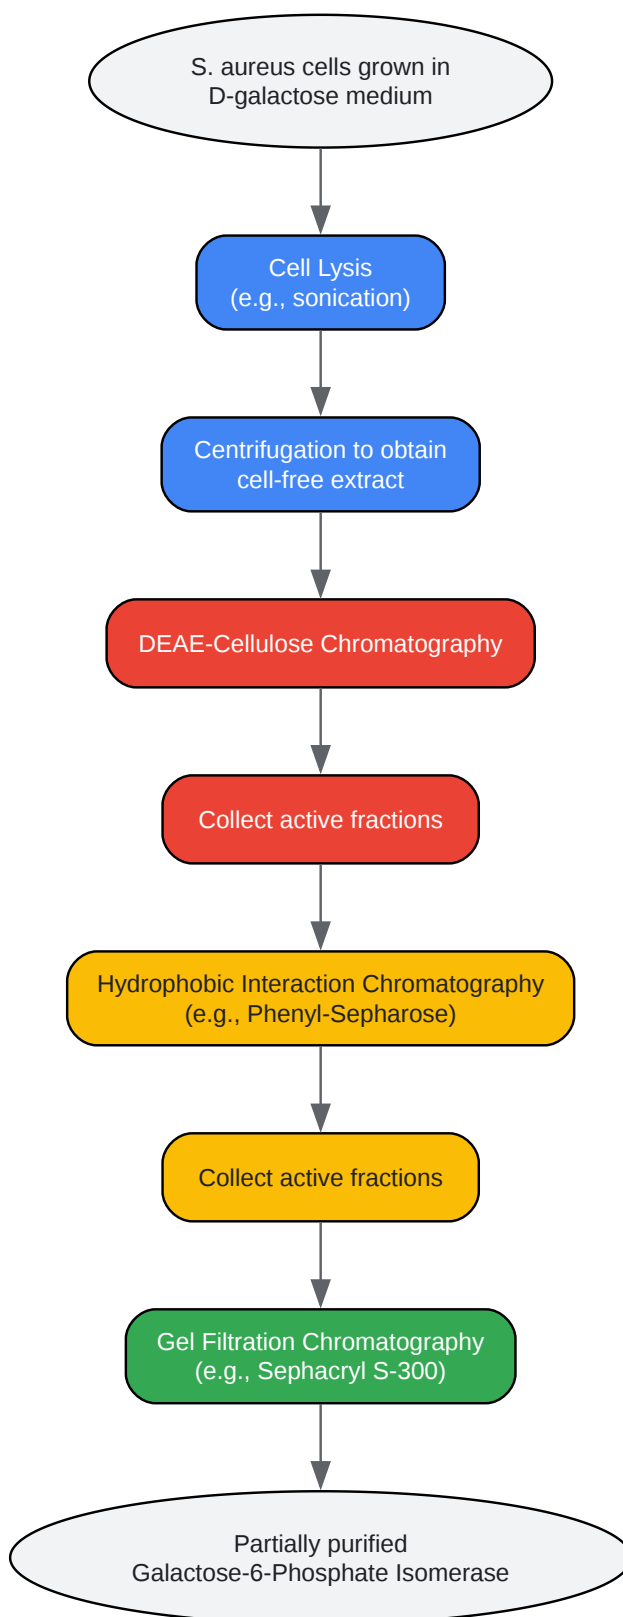 S. aureus cells grown in
D-galactose medium
Cell Lysis
(e.g., sonication)
Centrifugation to obtain
cell-free extract
DEAE-Cellulose Chromatography
Collect active fractions
Hydrophobic Interaction Chromatography
(e.g., Phenyl-Sepharose)
Collect active fractions
Gel Filtration Chromatography
(e.g., Sephacryl S-300)
Partially purified
Galactose-6-Phosphate Isomerase